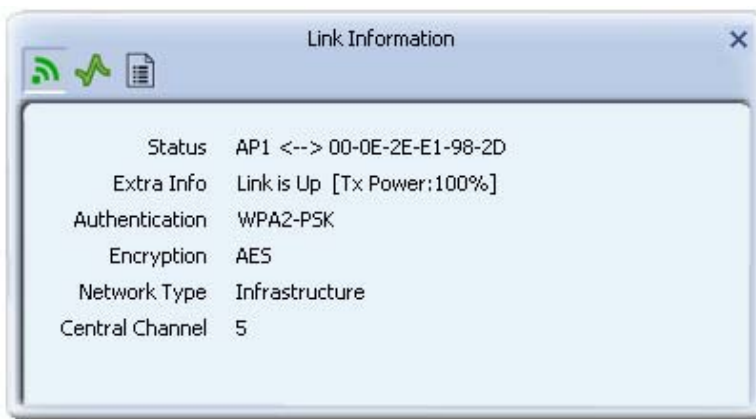 Link Information
Status AP1 <--> 00-0E-2E-E1-98-2D
Extra Info Link is Up [Tx Power:100%]
Authentication WPA2-PSK
Encryption AES
Network Type Infrastructure
Central Channel 5